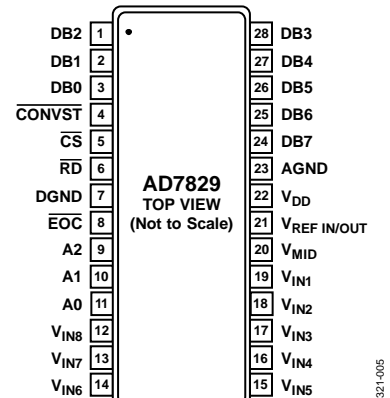 DB2 1 28 DB3
DB1 2 27 DB4
DB0 3 26 DB5
CONVST 4 25 DB6
CS 5 24 DB7
RD 6 23 AGND
AD7829
DGND 7 22 VDD
TOP VIEW
EOC 8 (Not to Scale) 21 VREF IN/OUT
A2 9 20 VMID
A1 10 19 VIN1
A0 11 18 VIN2
VIN8 12 17 VIN3
VIN7 13 16 VIN4
VIN6 14 15 VIN5
321-005